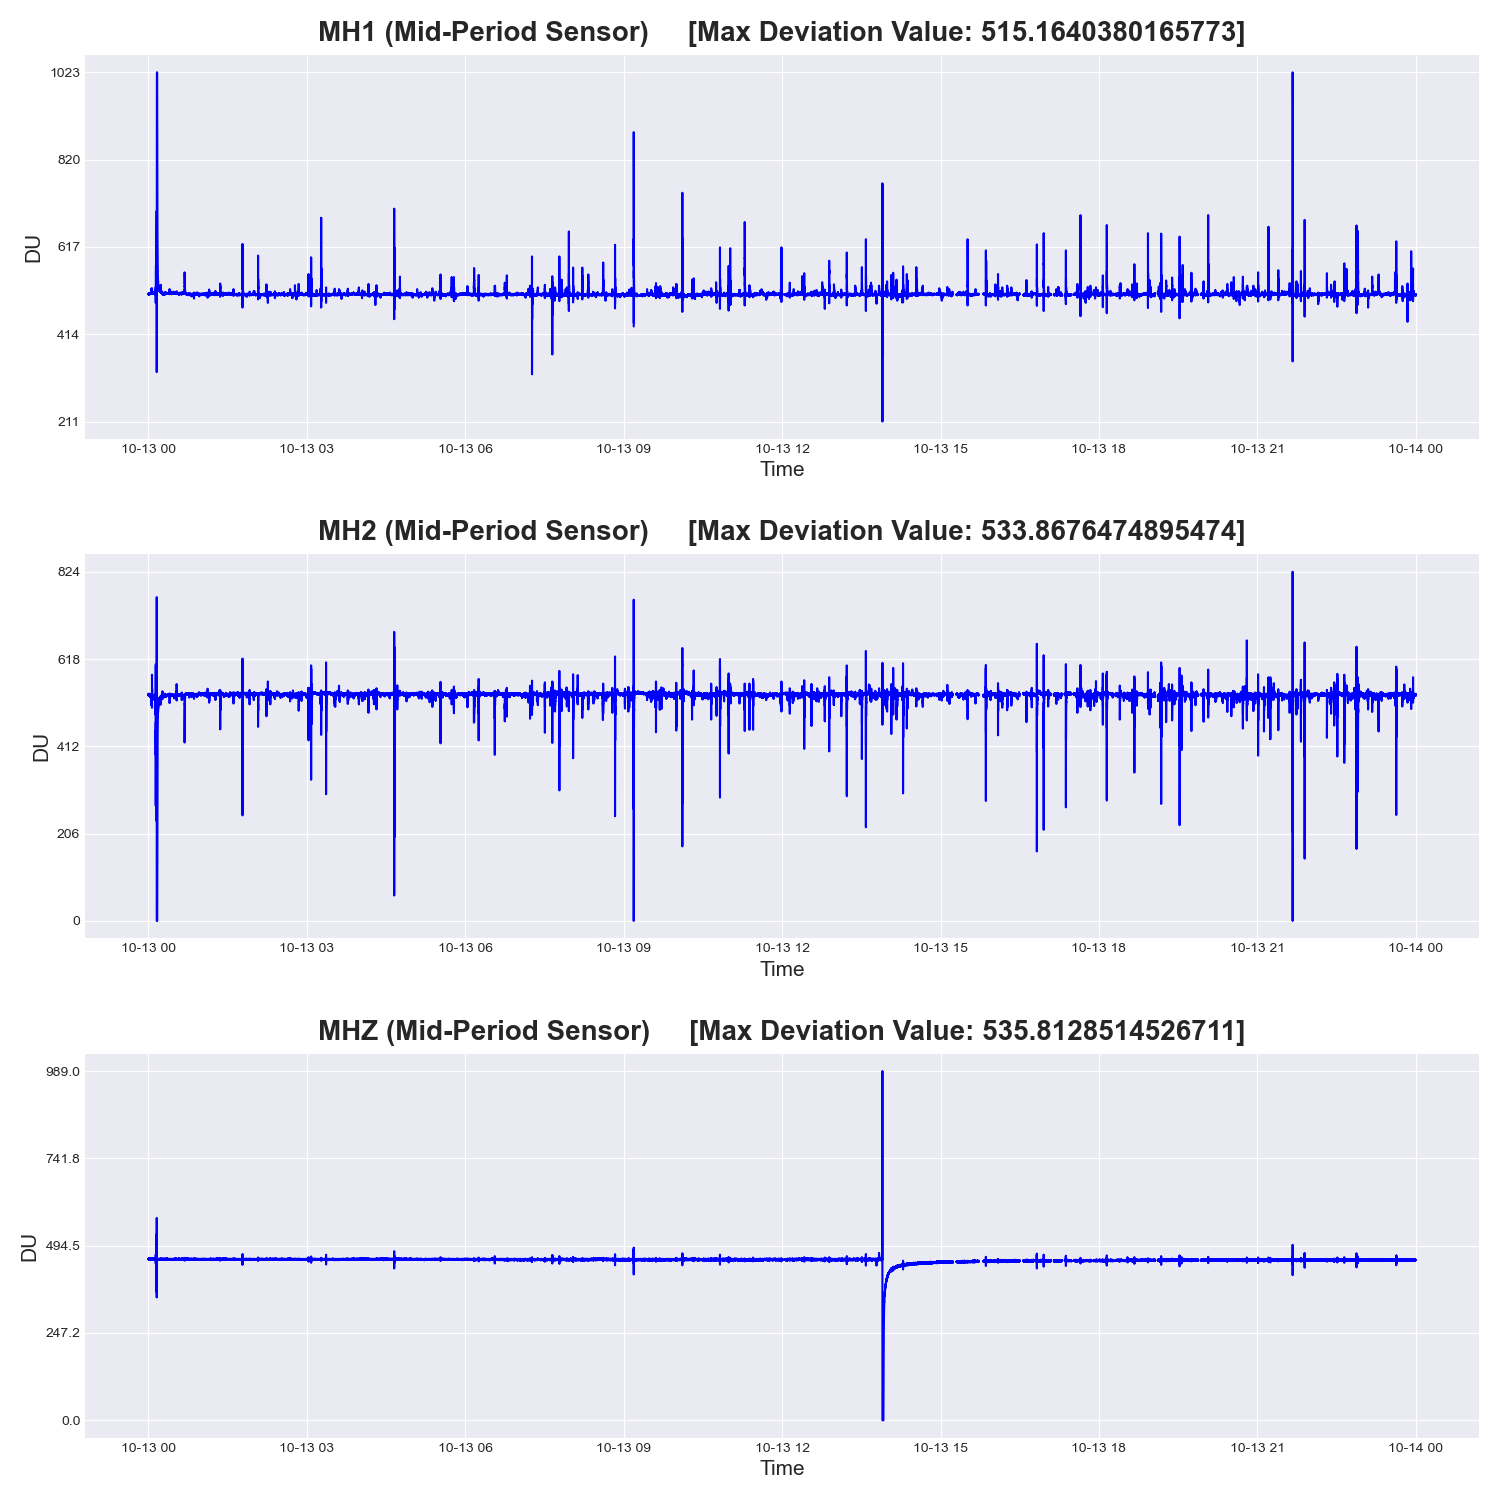 MH1 (Mid-Period Sensor) [Max Deviation Value: 515.1640380165773]
1023
820
617
414
211
DU
10-13 00 10-13 03 10-13 06 10-13 09 10-13 12 10-13 15 10-13 18 10-13 21 10-14 00
Time
MH2 (Mid-Period Sensor) [Max Deviation Value: 533.8676474895474]
824
618
412
206
0
DU
10-13 00 10-13 03 10-13 06 10-13 09 10-13 12 10-13 15 10-13 18 10-13 21 10-14 00
Time
MHZ (Mid-Period Sensor) [Max Deviation Value: 535.8128514526711]
989.0
741.8
494.5
247.2
0.0
DU
10-13 00 10-13 03 10-13 06 10-13 09 10-13 12 10-13 15 10-13 18 10-13 21 10-14 00
Time